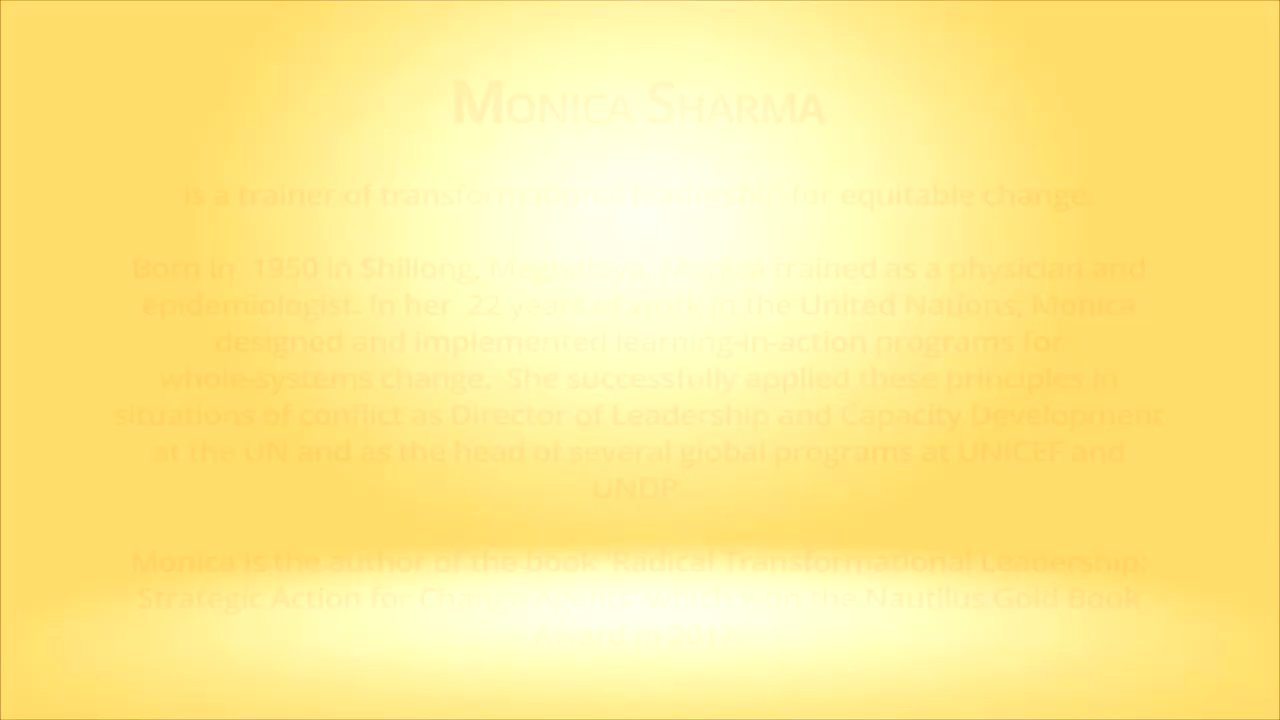 Monica Sharma
is a trainer of transformational leadership for equitable change.
Born in 1950 in Shillong, Meghalaya, Monica trained as a physician and
epidemiologist. In her 22 years of work in the United Nations, Monica
designed and implemented learning-in-action programs for
whole-systems change. She successfully applied these principles in
situations of conflict as Director of Leadership and Capacity Development
at the UN and as the head of several global programs at UNICEF and
UNDP.
Monica is the author of the book Radical Transformational Leadership:
Strategic Action for Change Agents, which won the Nautilus Gold Book
Award in